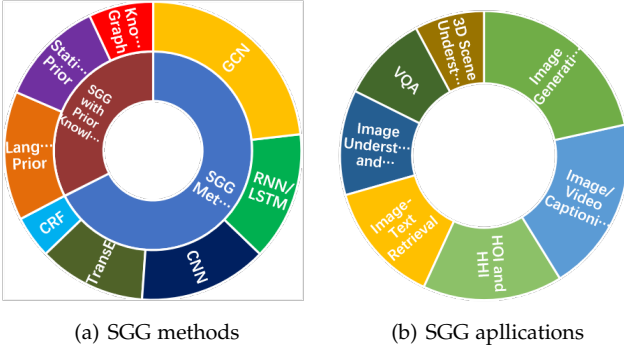 Kno···
Graph
GCN
Stati···
Prior
SGG
with
Prior
Knowl···
SGG
Met···
Lang···
Prior
RNN/
LSTM
CRF
TransE
CNN
3D Scene
Underst···
Image
Generati···
VQA
Image
Underst···
and···
Image/
Video
Captioni···
Image-
Text
Retrieval
HOI and
HHI
(a) SGG methods
(b) SGG apllications